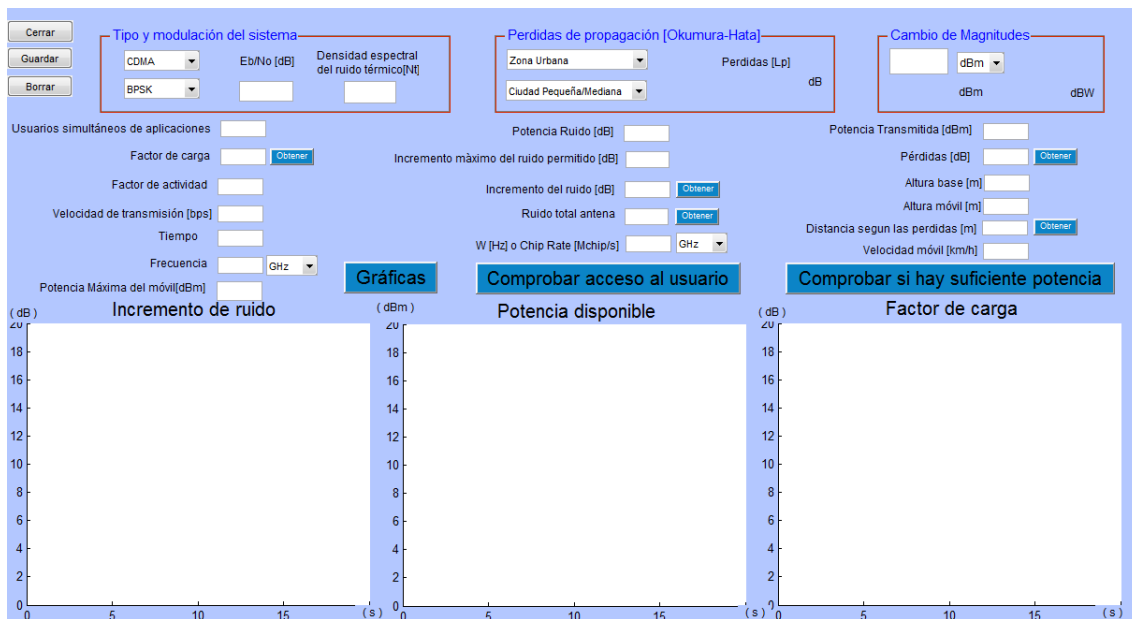 Cerrar
Guardar
Borrar
Tipo y modulación del sistema
CDMA
BPSK
Eb/No [dB]
Densidad espectral
del ruido térmico[Nt]
Perdidas de propagación [Okumura-Hata]
Zona Urbana
Ciudad Pequeña/Mediana
Perdidas [Lp]
dB
Cambio de Magnitudes
dBm
dBm
dBW
Usuarios simultáneos de aplicaciones
Factor de carga
Obtener
Factor de actividad
Velocidad de transmisión [bps]
Tiempo
Frecuencia
GHz
Potencia Máxima del móvil[dBm]
Potencia Ruido [dB]
Incremento màximo del ruido permitido [dB]
Incremento del ruido [dB]
Obtener
Ruido total antena
Obtener
W [Hz] o Chip Rate [Mchip/s]
GHz
Potencia Transmitida [dBm]
Pérdidas [dB]
Obtener
Altura base [m]
Altura móvil [m]
Distancia segun las perdidas [m]
Obtener
Velocidad móvil [km/h]
Gráficas
Comprobar acceso al usuario
Comprobar si hay suficiente potencia
( dB )
Incremento de ruido
20
18
16
14
12
10
8
6
4
2
0
0 5 10 15 ( s )
( dBm )
Potencia disponible
20
18
16
14
12
10
8
6
4
2
0
0 5 10 15 ( s )
( dB )
Factor de carga
20
18
16
14
12
10
8
6
4
2
0
0 5 10 15 ( s )